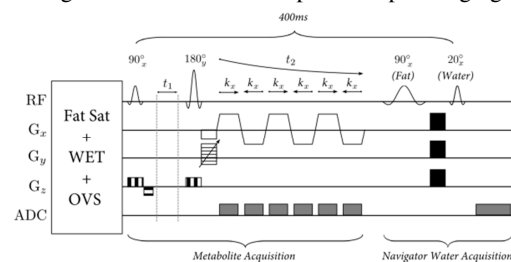 400ms
90°x 180°y t2 90°x 20°x
t1 kx kx kx kx kx kx (Fat) (Water)
RF
Gx
Gy
Gz
ADC
Fat Sat
+
WET
+
OVS
Metabolite Acquisition Navigator Water Acquisition